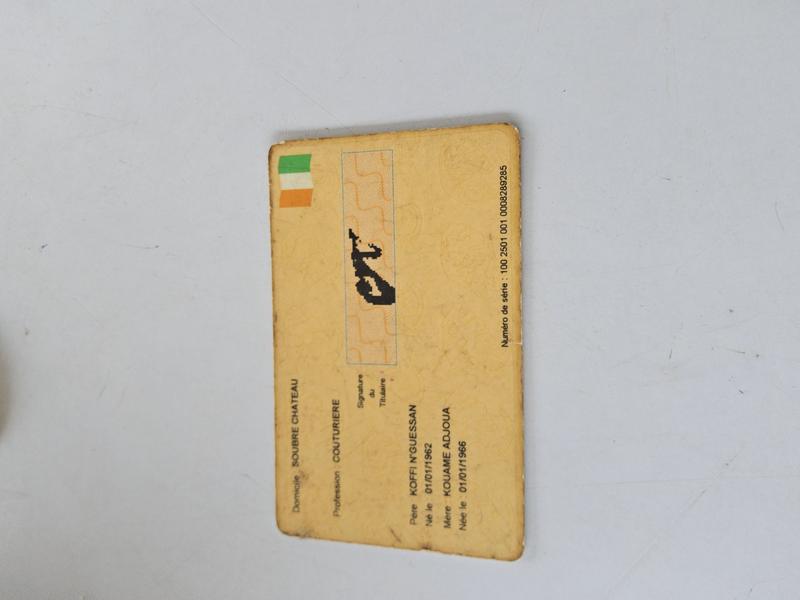 Domicile SOUBRE CHATEAU
Profession COUTURIERE
Signature
du
Titulaire
Père KOFFI N'GUESSAN
Né le 01/01/1962
Mère KOUAME ADJOUA
Née le 01/01/1966
Numéro de série : 100 2501 001 0008289285